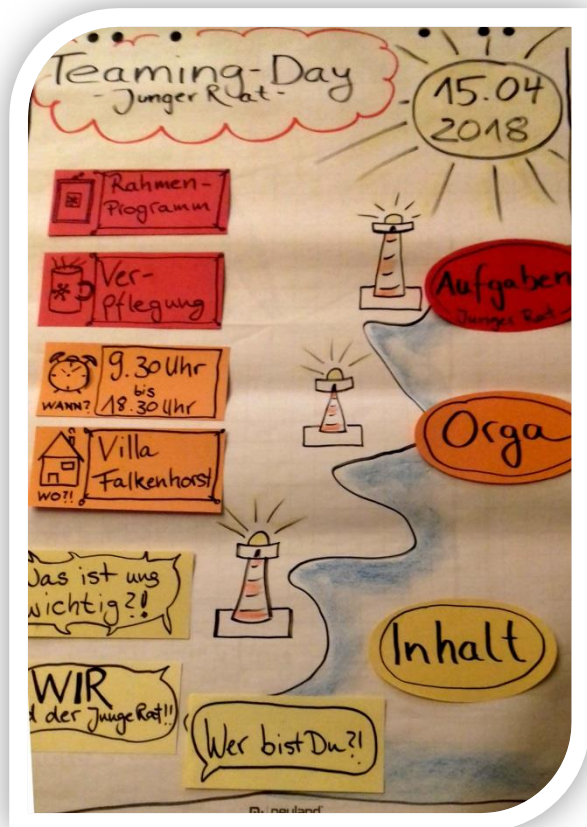 Teaming-Day
- Junger Rat -
15.04
2018
Rahmen-
Programm
Ver-
pflegung
Aufgaben
Junger Rat -
WANN?
9.30 Uhr
bis
18.30 Uhr
WO?!
Villa
Falkenhorst
Orga
Was ist uns
wichtig?!
Inhalt
WIR
d der Junge Rat!!
Wer bist Du?!
neuland